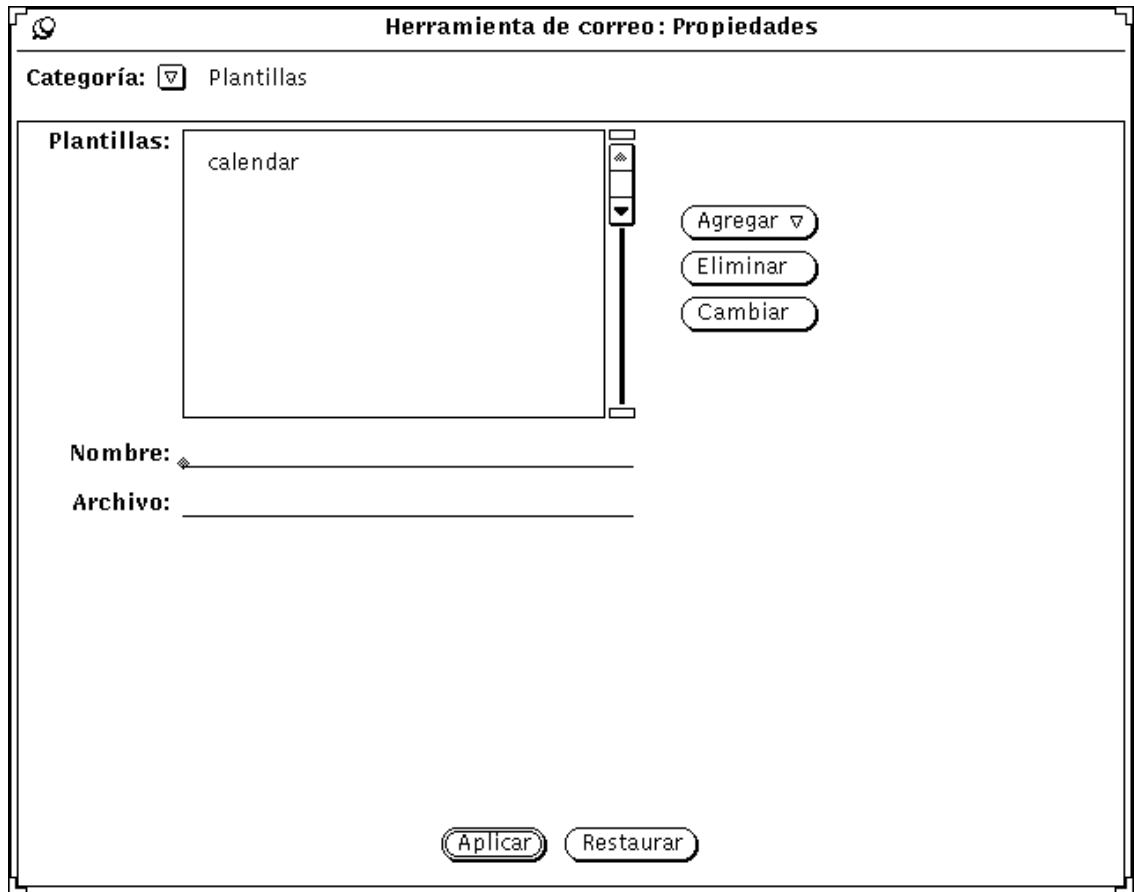 Herramienta de correo: Propiedades
Categoría: Plantillas
Plantillas:
calendar
Agregar
Eliminar
Cambiar
Nombre:
Archivo:
Aplicar Restaurar